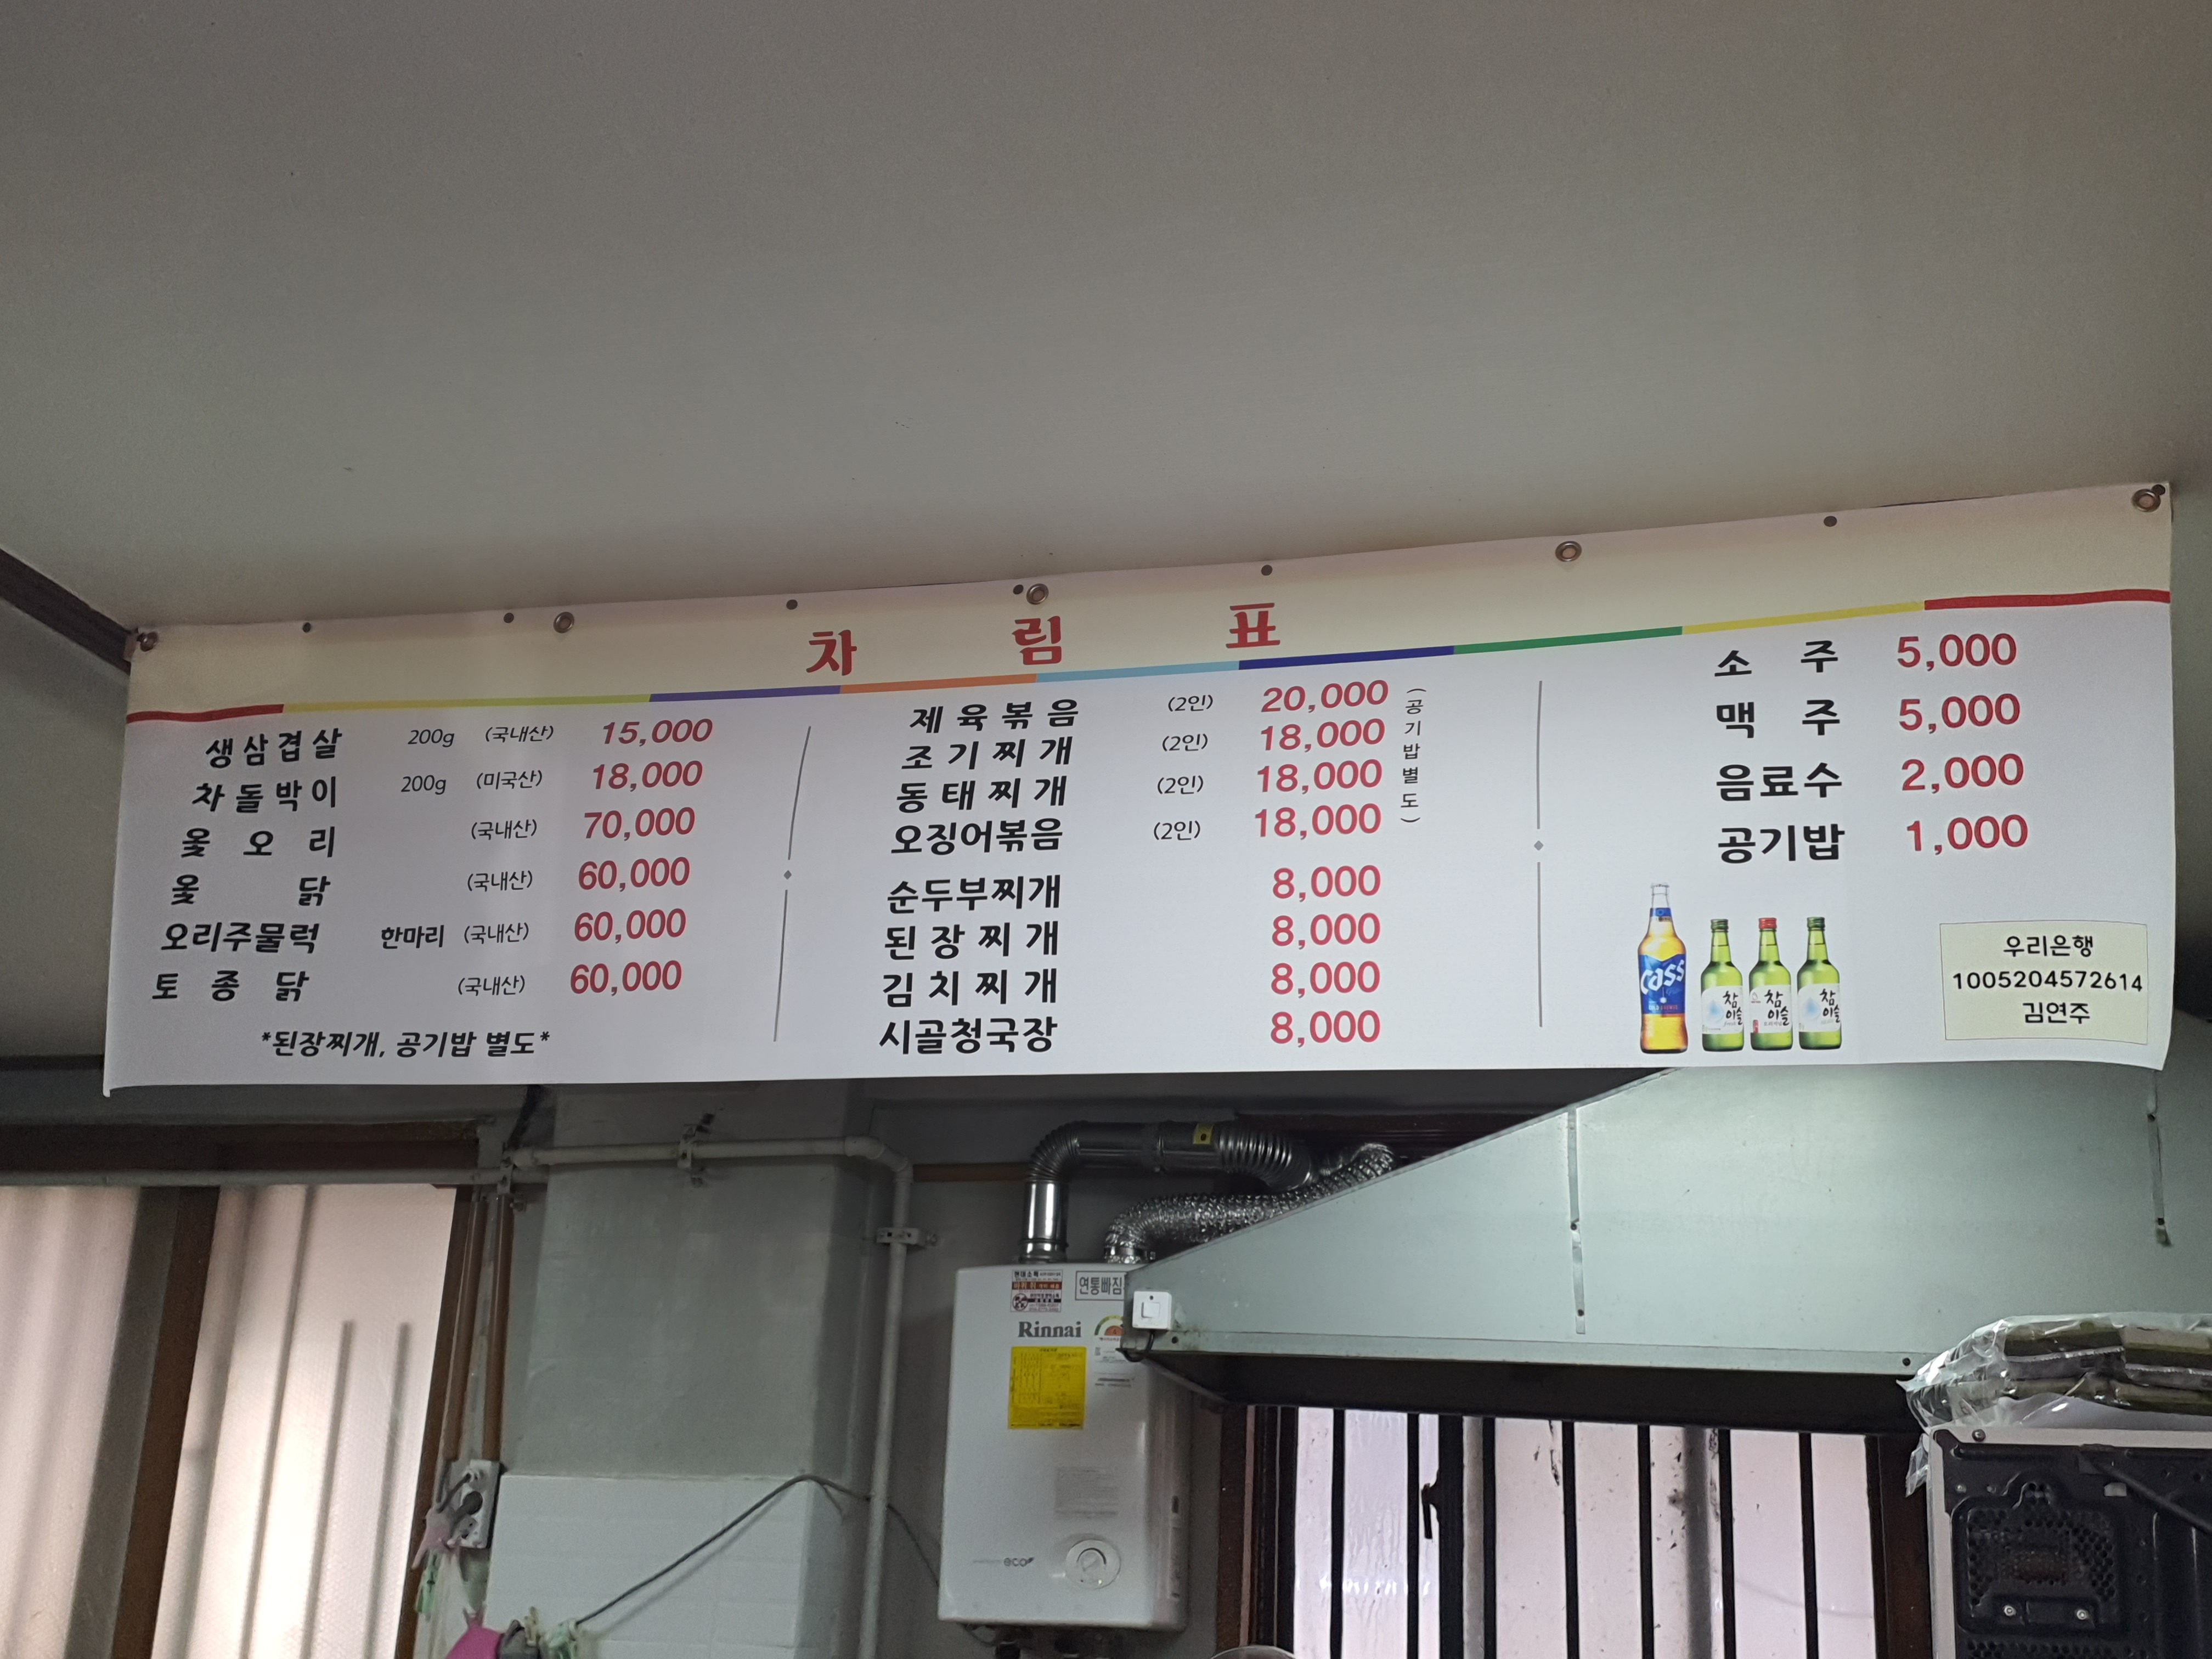 차 림 표
생삼겹살 200g (국내산) 15,000
차돌박이 200g (미국산) 18,000
옻 오 리 (국내산) 70,000
옻 닭 (국내산) 60,000
오리주물럭 한마리 (국내산) 60,000
토 종 닭 (국내산) 60,000
*된장찌개, 공기밥 별도*
제육볶음 (2인) 20,000
조기찌개 (2인) 18,000
동태찌개 (2인) 18,000
오징어볶음 (2인) 18,000
(공기밥별도)
순두부찌개 8,000
된장찌개 8,000
김치찌개 8,000
시골청국장 8,000
소 주 5,000
맥 주 5,000
음료수 2,000
공기밥 1,000
cass
참이슬
참이슬
참이슬
우리은행
1005204572614
김연주
연통빠짐
Rinnai
eco